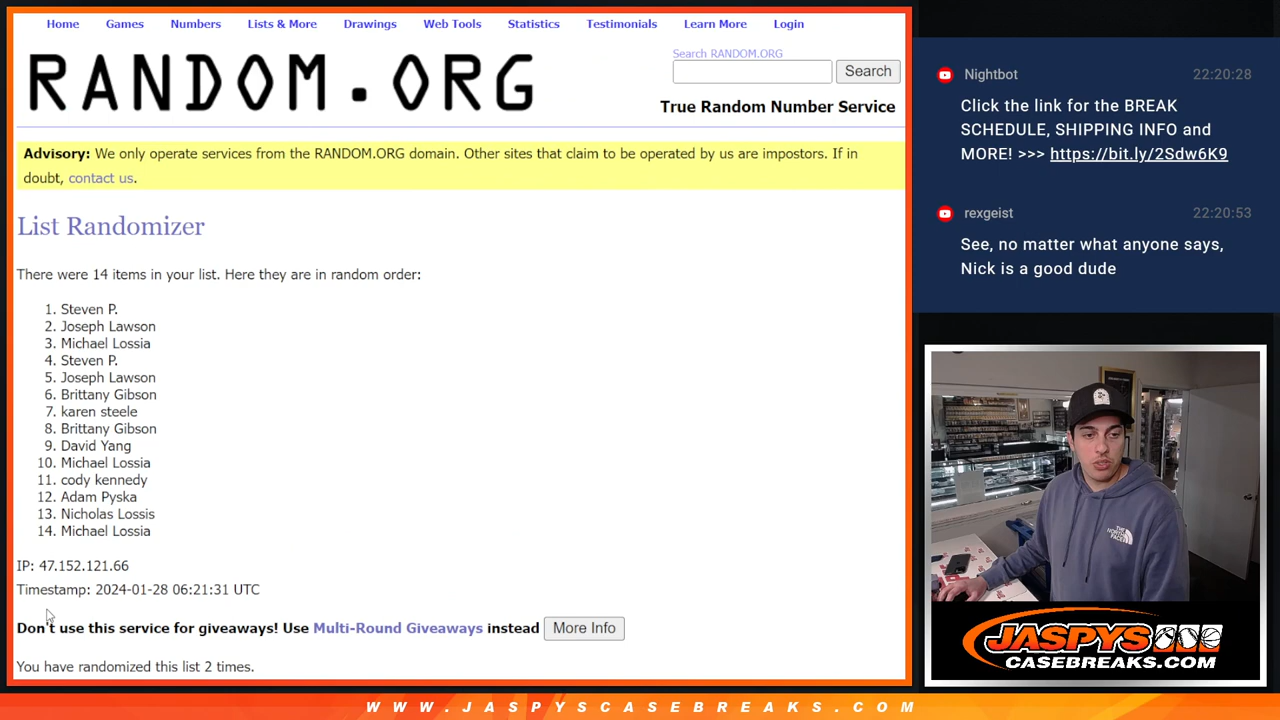 Home Games Numbers Lists & More Drawings Web Tools Statistics Testimonials Learn More Login
RANDOM.ORG
Search RANDOM.ORG
Search
True Random Number Service
Advisory: We only operate services from the RANDOM.ORG domain. Other sites that claim to be operated by us are impostors. If in
doubt, contact us.
List Randomizer
There were 14 items in your list. Here they are in random order:
1. Steven P.
2. Joseph Lawson
3. Michael Lossia
4. Steven P.
5. Joseph Lawson
6. Brittany Gibson
7. karen steele
8. Brittany Gibson
9. David Yang
10. Michael Lossia
11. cody kennedy
12. Adam Pyska
13. Nicholas Lossis
14. Michael Lossia
IP: 47.152.121.66
Timestamp: 2024-01-28 06:21:31 UTC
Don't use this service for giveaways! Use Multi-Round Giveaways instead More Info
You have randomized this list 2 times.
Nightbot 22:20:28
Click the link for the BREAK
SCHEDULE, SHIPPING INFO and
MORE! >>> https://bit.ly/2Sdw6K9
rexgeist 22:20:53
See, no matter what anyone says,
Nick is a good dude
THE
NORTH
FACE
JASPYS
CASEBREAKS.COM
WWW.JASPYSCASEBREAKS.COM